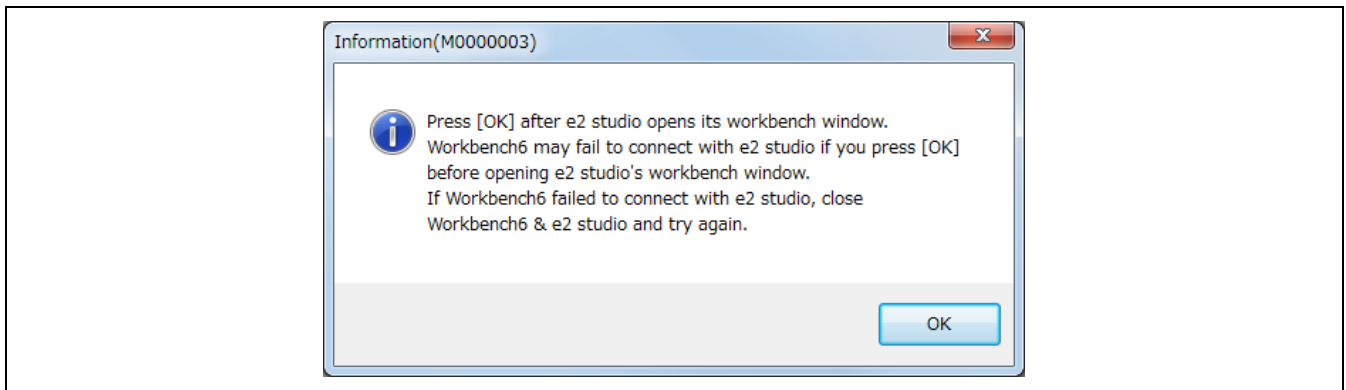 Information(M0000003)
Press [OK] after e2 studio opens its workbench window.
Workbench6 may fail to connect with e2 studio if you press [OK]
before opening e2 studio's workbench window.
If Workbench6 failed to connect with e2 studio, close
Workbench6 & e2 studio and try again.
OK